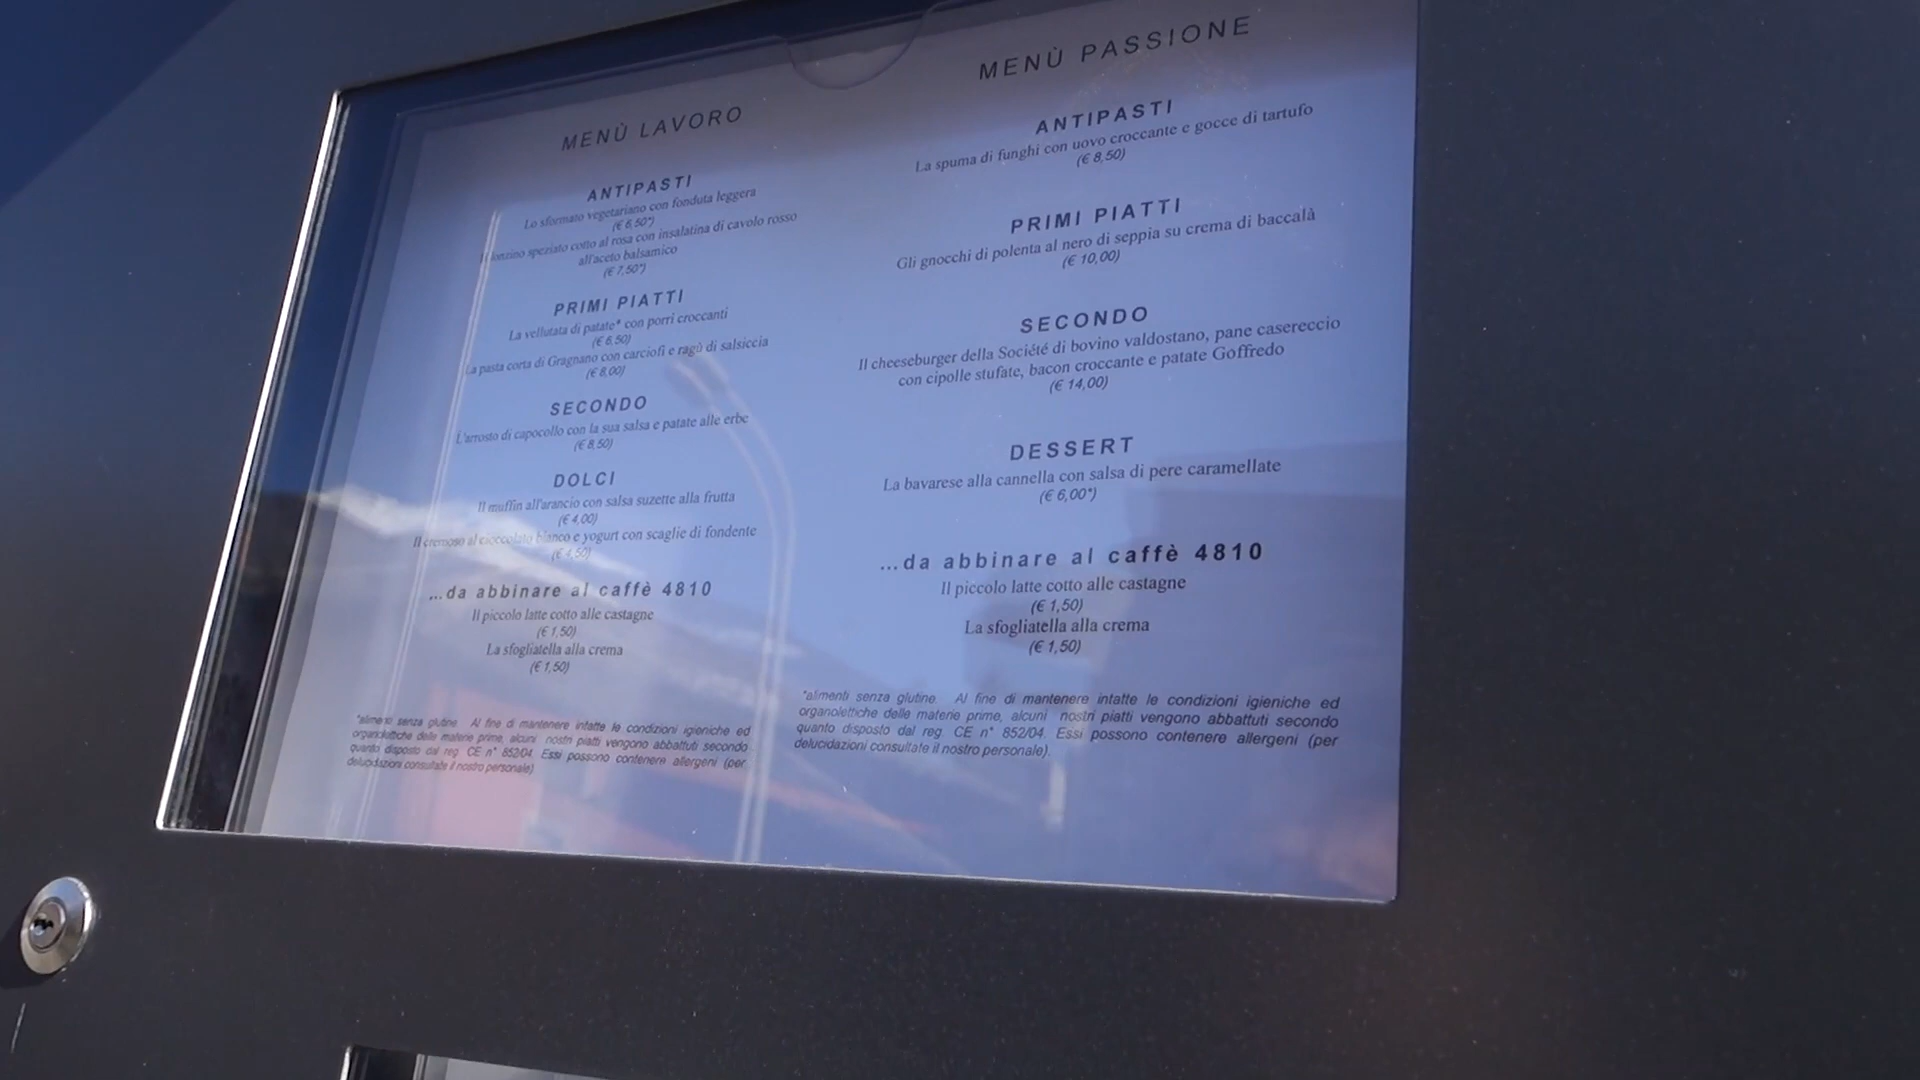 MENÙ LAVORO
ANTIPASTI
Lo sformato vegetariano con fonduta leggera
(€ 6,50*)
Il lonzino speziato cotto al rosa con insalatina di cavolo rosso
all'aceto balsamico
(€ 7,50*)
PRIMI PIATTI
La vellutata di patate* con porri croccanti
(€ 6,50)
La pasta corta di Gragnano con carciofi e ragù di salsiccia
(€ 8,00)
SECONDO
L'arrosto di capocollo con la sua salsa e patate alle erbe
(€ 8,50)
DOLCI
Il muffin all'arancio con salsa suzette alla frutta
(€ 4,00)
Il cremoso al cioccolato bianco e yogurt con scaglie di fondente
(€ 4,50)
...da abbinare al caffè 4810
Il piccolo latte cotto alle castagne
(€ 1,50)
La sfogliatella alla crema
(€ 1,50)
*alimenti senza glutine Al fine di mantenere intatte le condizioni igieniche ed
organolettiche delle materie prime, alcuni nostri piatti vengono abbattuti secondo
quanto disposto dal reg. CE n° 852/04. Essi possono contenere allergeni (per
delucidazioni consultate il nostro personale).
MENÙ PASSIONE
ANTIPASTI
La spuma di funghi con uovo croccante e gocce di tartufo
(€ 8,50)
PRIMI PIATTI
Gli gnocchi di polenta al nero di seppia su crema di baccalà
(€ 10,00)
SECONDO
Il cheeseburger della Société di bovino valdostano, pane casereccio
con cipolle stufate, bacon croccante e patate Goffredo
(€ 14,00)
DESSERT
La bavarese alla cannella con salsa di pere caramellate
(€ 6,00*)
...da abbinare al caffè 4810
Il piccolo latte cotto alle castagne
(€ 1,50)
La sfogliatella alla crema
(€ 1,50)
*alimenti senza glutine Al fine di mantenere intatte le condizioni igieniche ed
organolettiche delle materie prime, alcuni nostri piatti vengono abbattuti secondo
quanto disposto dal reg. CE n° 852/04. Essi possono contenere allergeni (per
delucidazioni consultate il nostro personale).